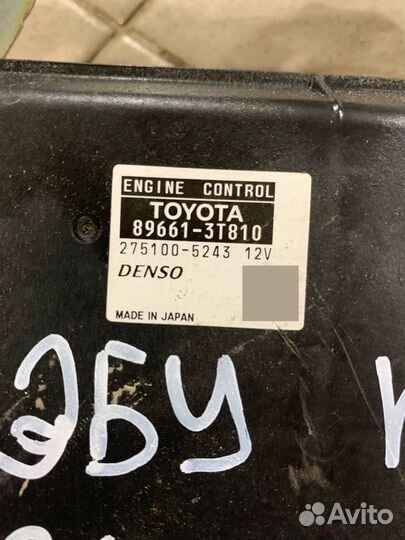 ENGINE CONTROL
TOYOTA
89661-3T810
275100-5243 12V
DENSO
MADE IN JAPAN
ЭБУ
Avito